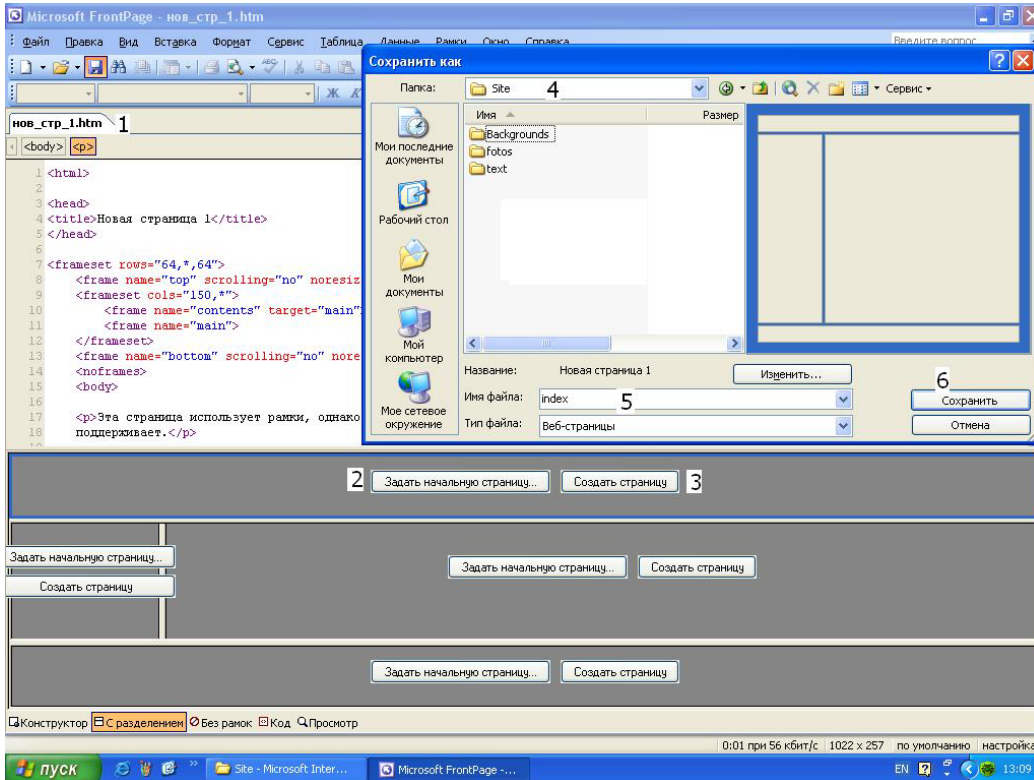 Microsoft FrontPage - нов_стр_1.htm
Файл Правка Вид Вставка Формат Сервис Таблица Данные Рамки Окно Справка Введите вопрос
Ж К
нов_стр_1.htm 1
<body> <p>
1 <html>
2
3 <head>
4 <title>Новая страница 1</title>
5 </head>
6
7 <frameset rows="64,*,64">
8 <frame name="top" scrolling="no" noresiz
9 <frameset cols="150,*">
10 <frame name="contents" target="main"
11 <frame name="main">
12 </frameset>
13 <frame name="bottom" scrolling="no" nore
14 <noframes>
15 <body>
16
17 <p>Эта страница использует рамки, однако
18 поддерживает.</p>
Сохранить как
Папка: Site 4 Сервис
Имя Размер
Backgrounds
fotos
text
Мои последние
документы
Рабочий стол
Мои
документы
Мой
компьютер
Мое сетевое
окружение
Название: Новая страница 1 Изменить...
Имя файла: index 5 6 Сохранить
Тип файла: Веб-страницы Отмена
2 Задать начальную страницу... Создать страницу 3
Задать начальную страницу...
Создать страницу
Задать начальную страницу... Создать страницу
Задать начальную страницу... Создать страницу
Конструктор С разделением Без рамок Код Просмотр
0:01 при 56 кбит/с 1022 x 257 по умолчанию настройка
пуск Site - Microsoft Inter... Microsoft FrontPage -... EN 13:09